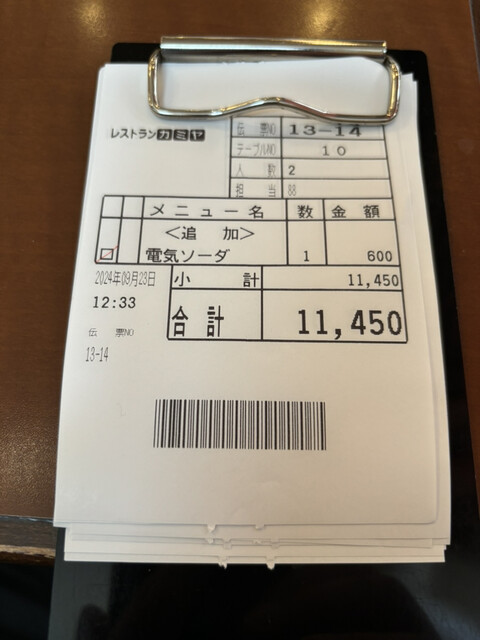 レストランカミヤ
伝票NO 13-14
テーブルNO 10
人数 2
担当 88
メニュー名 数 金額
<追 加>
電気ソーダ 1 600
2024年09月23日 小 計 11,450
12:33 合計 11,450
伝 票NO
13-14